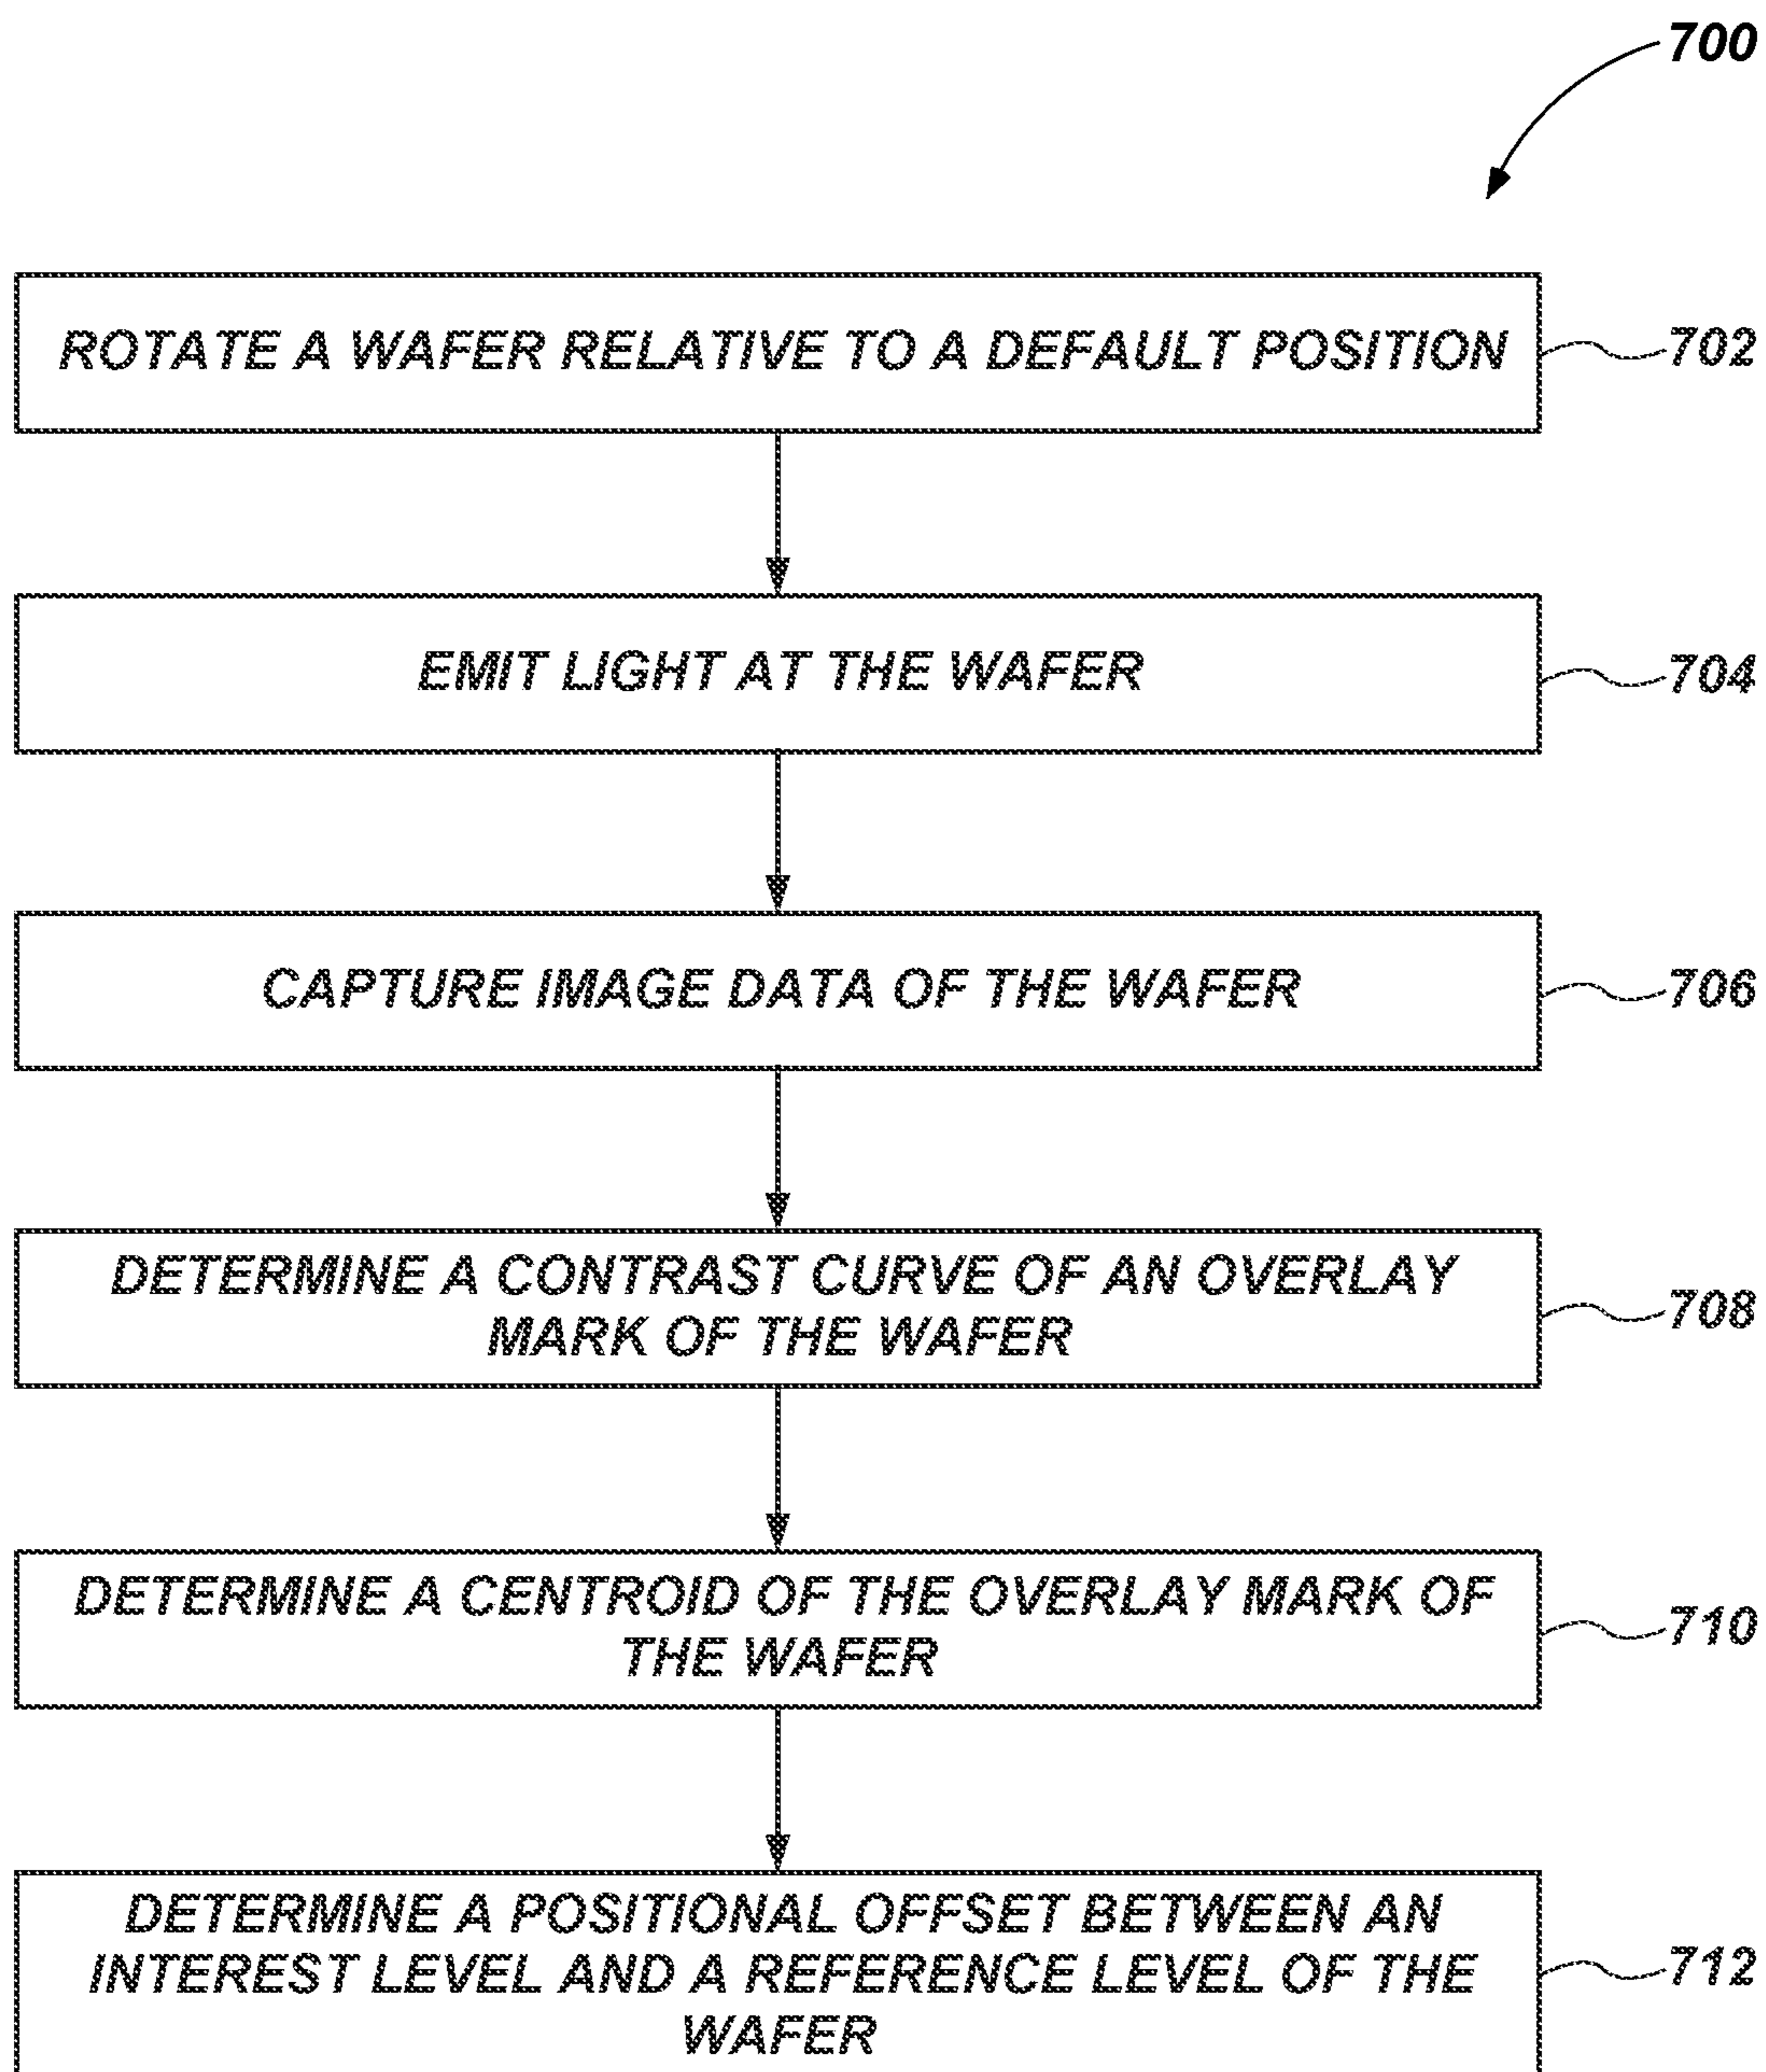 700
ROTATE A WAFER RELATIVE TO A DEFAULT POSITION
702
EMIT LIGHT AT THE WAFER
704
CAPTURE IMAGE DATA OF THE WAFER
706
DETERMINE A CONTRAST CURVE OF AN OVERLAY
MARK OF THE WAFER
708
DETERMINE A CENTROID OF THE OVERLAY MARK OF
THE WAFER
710
DETERMINE A POSITIONAL OFFSET BETWEEN AN
INTEREST LEVEL AND A REFERENCE LEVEL OF THE
WAFER
712